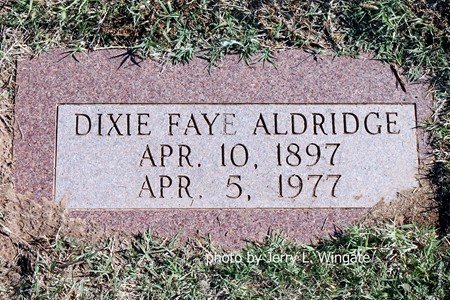 DIXIE FAYE ALDRIDGE
APR. 10, 1897
APR. 5, 1977
photo by Jerry L. Wingate